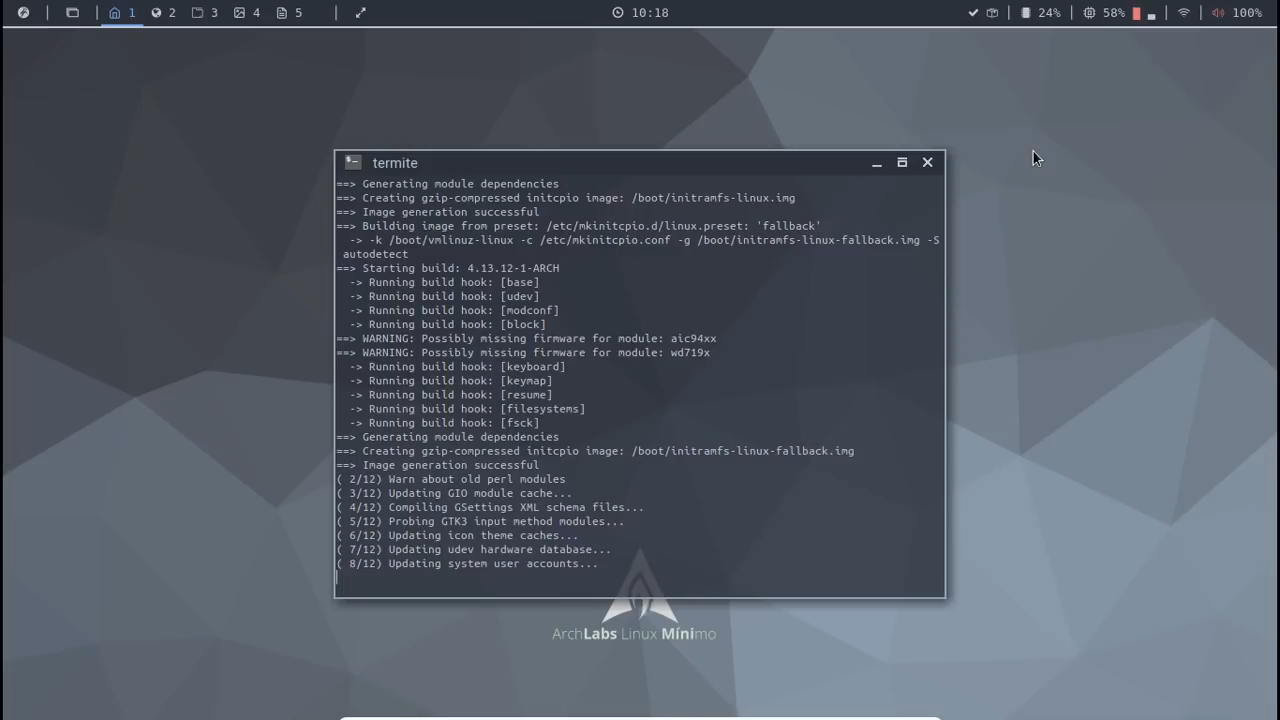 1 2 3 4 5 10:18 24% 58% 100%
termite
==> Generating module dependencies
==> Creating gzip-compressed initcpio image: /boot/initramfs-linux.img
==> Image generation successful
==> Building image from preset: /etc/mkinitcpio.d/linux.preset: 'fallback'
  -> -k /boot/vmlinuz-linux -c /etc/mkinitcpio.conf -g /boot/initramfs-linux-fallback.img -S
 autodetect
==> Starting build: 4.13.12-1-ARCH
  -> Running build hook: [base]
  -> Running build hook: [udev]
  -> Running build hook: [modconf]
  -> Running build hook: [block]
==> WARNING: Possibly missing firmware for module: aic94xx
==> WARNING: Possibly missing firmware for module: wd719x
  -> Running build hook: [keyboard]
  -> Running build hook: [keymap]
  -> Running build hook: [resume]
  -> Running build hook: [filesystems]
  -> Running build hook: [fsck]
==> Generating module dependencies
==> Creating gzip-compressed initcpio image: /boot/initramfs-linux-fallback.img
==> Image generation successful
( 2/12) Warn about old perl modules
( 3/12) Updating GIO module cache...
( 4/12) Compiling GSettings XML schema files...
( 5/12) Probing GTK3 input method modules...
( 6/12) Updating icon theme caches...
( 7/12) Updating udev hardware database...
( 8/12) Updating system user accounts...
ArchLabs Linux Mínimo